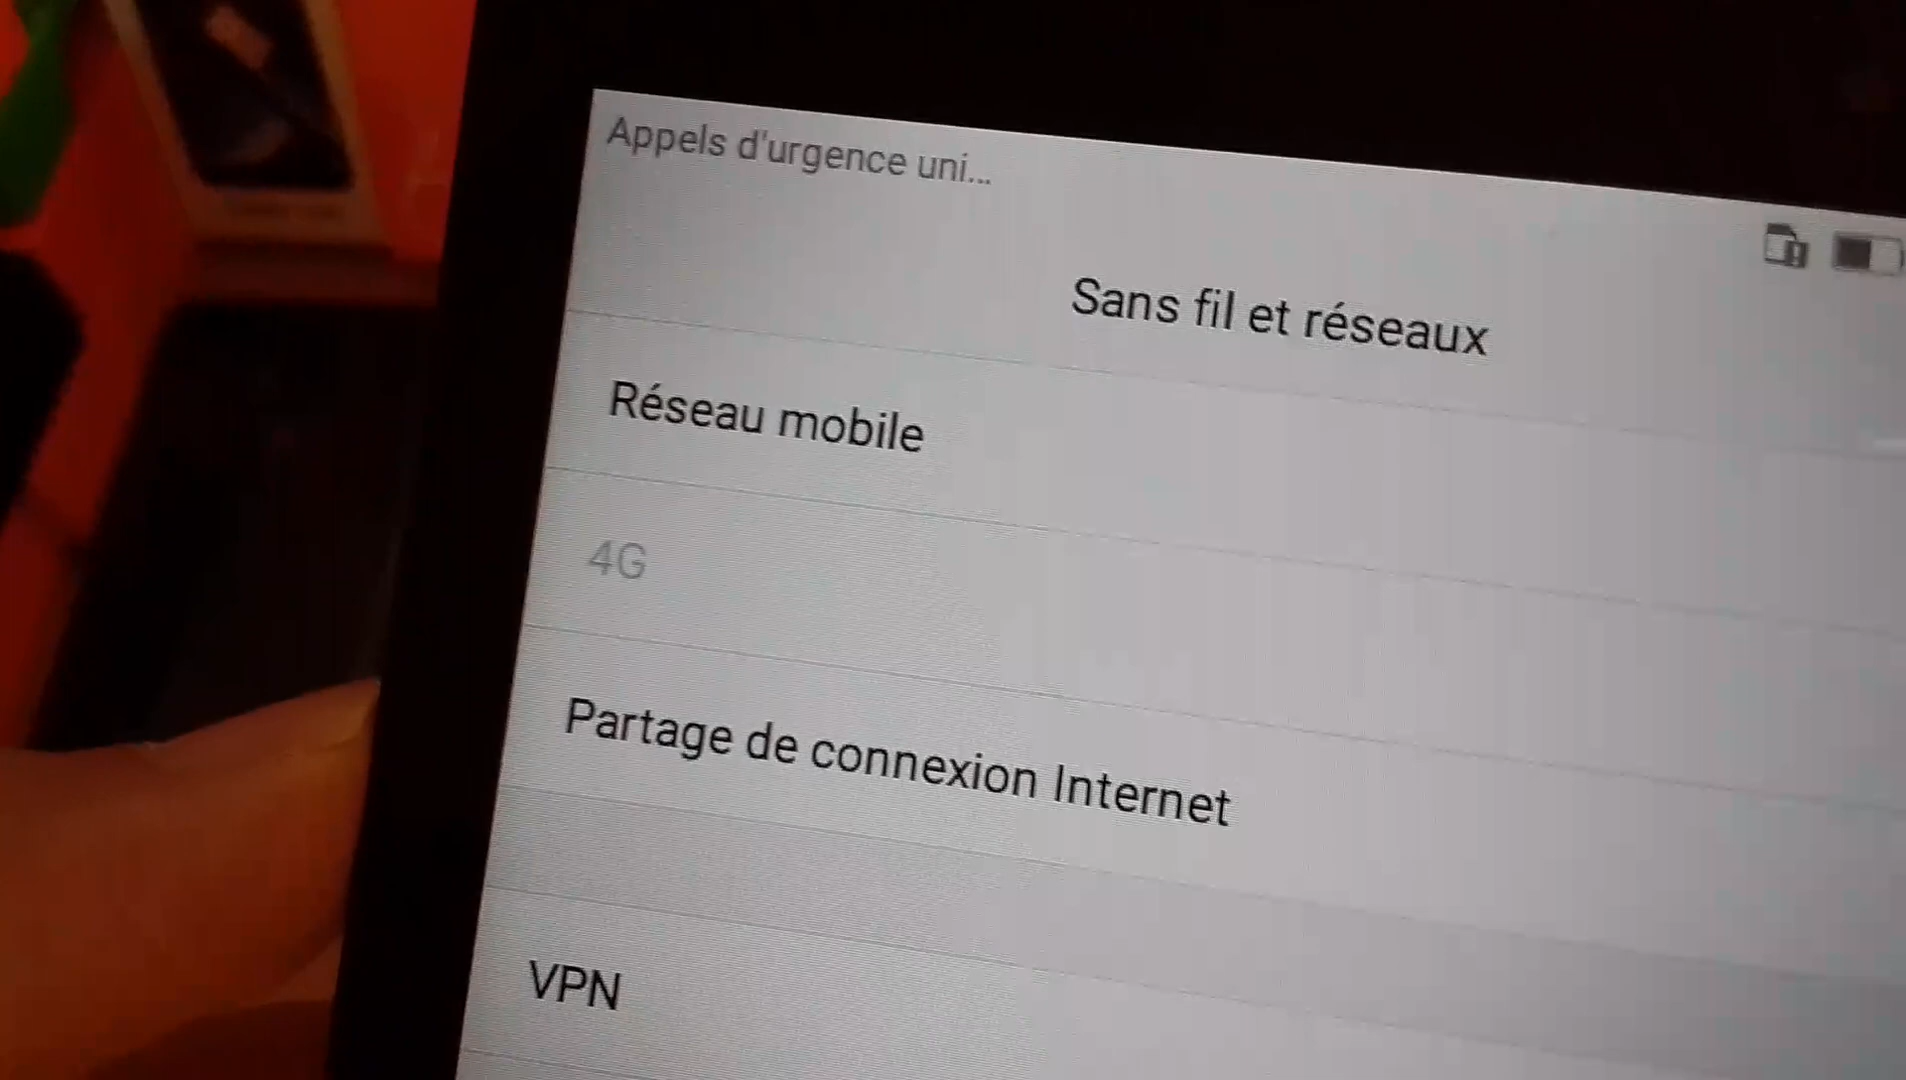 Appels d'urgence uni...
Sans fil et réseaux
Réseau mobile
4G
Partage de connexion Internet
VPN